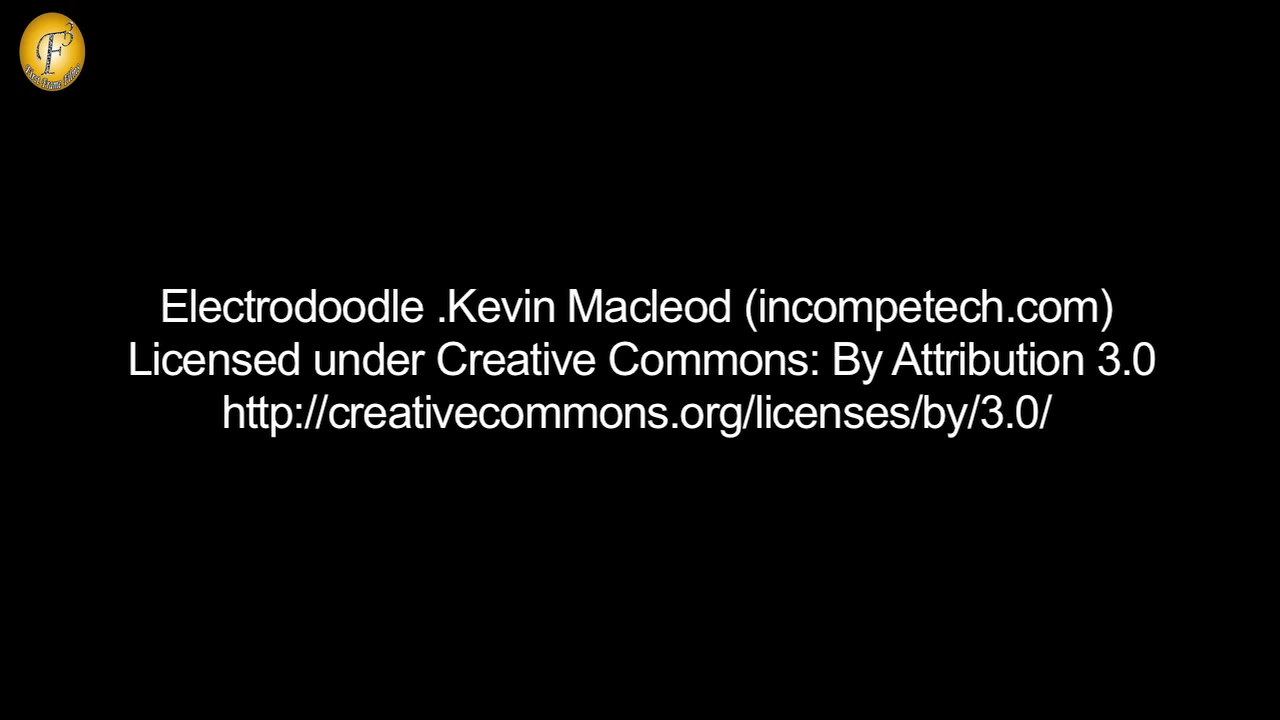 F3
Electrodoodle .Kevin Macleod (incompetech.com)
Licensed under Creative Commons: By Attribution 3.0
http://creativecommons.org/licenses/by/3.0/